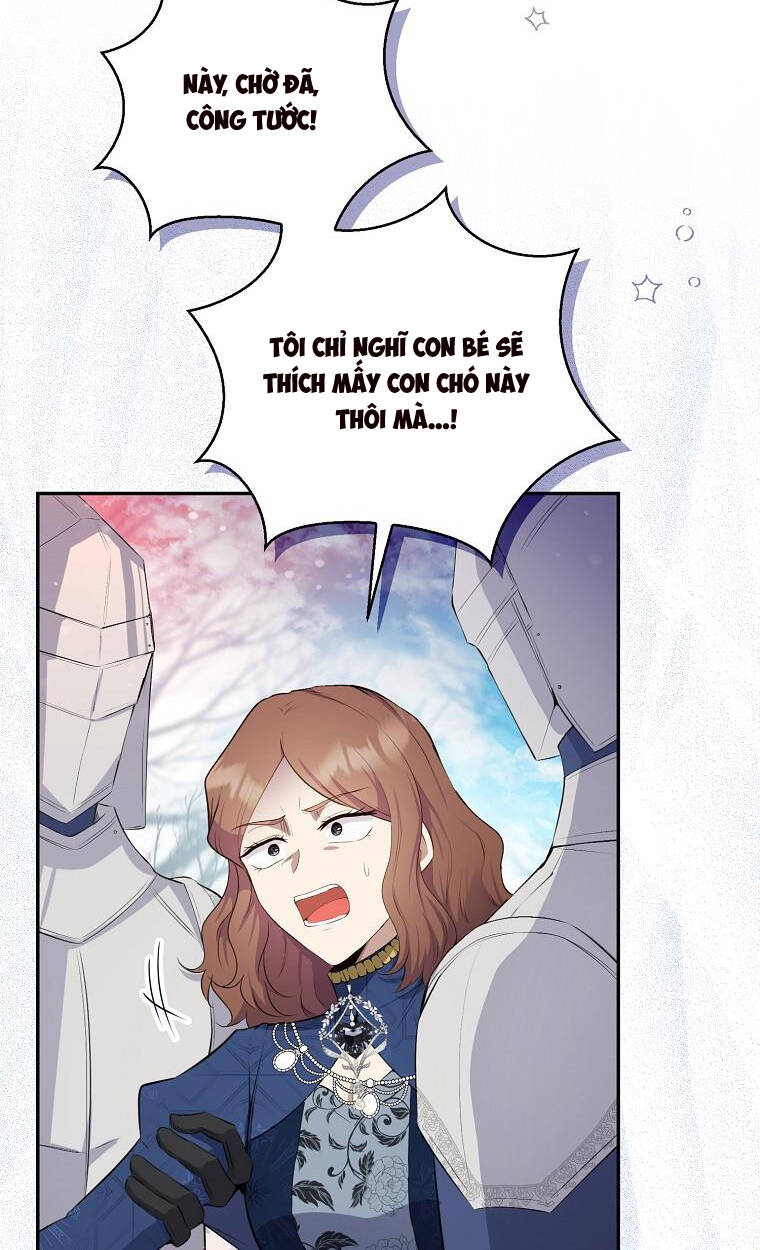 NÀY, CHỜ ĐÃ,
CÔNG TƯỚC!
TÔI CHỈ NGHĨ CON BÉ SẼ
THÍCH MẤY CON CHÓ NÀY
THÔI MÀ...!